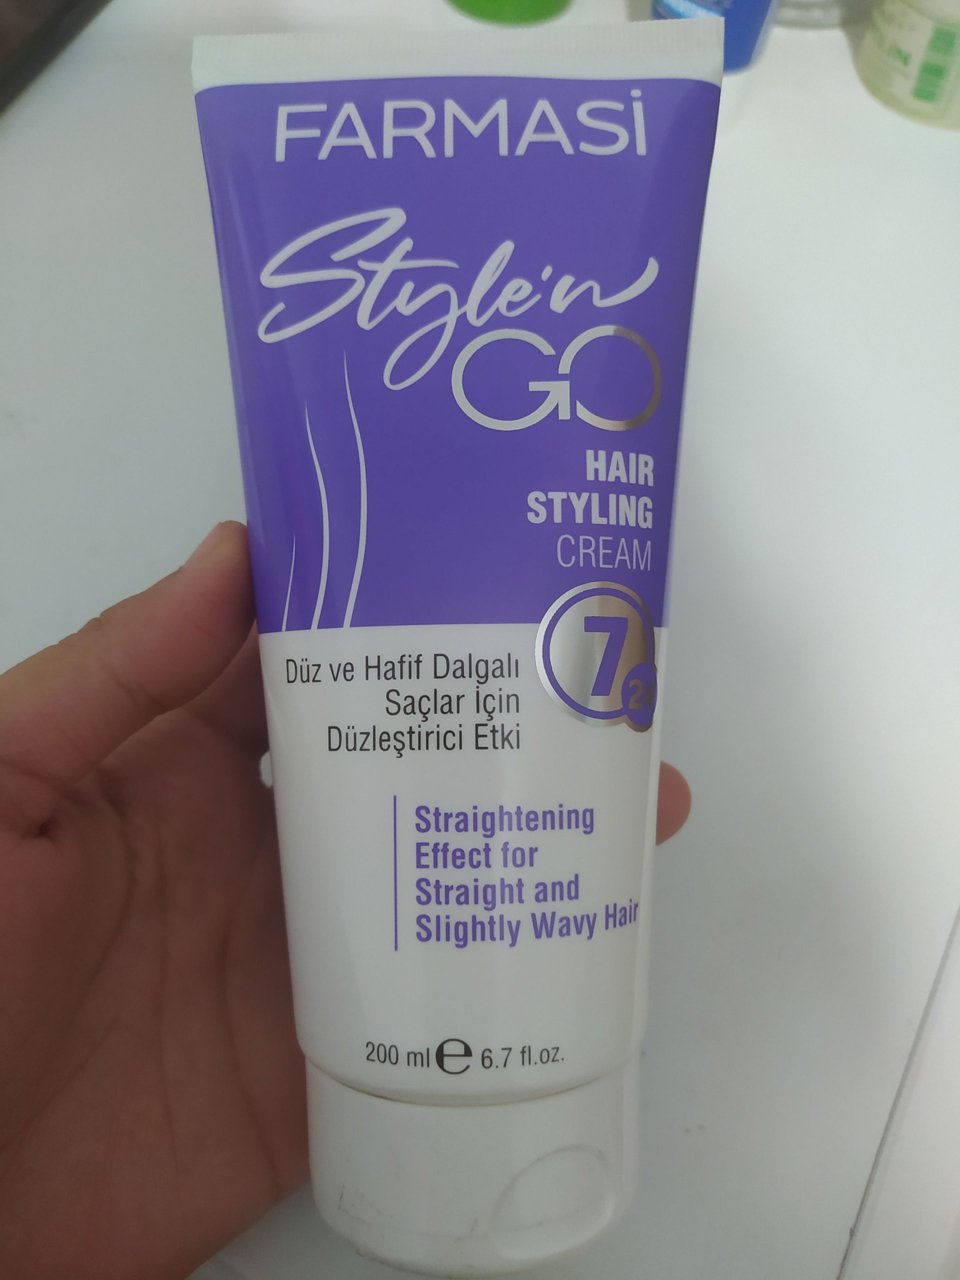 FARMASİ
Style'n
GO
HAIR
STYLING
CREAM
7
Düz ve Hafif Dalgalı
Saçlar İçin
Düzleştirici Etki
Straightening
Effect for
Straight and
Slightly Wavy Hair
200 ml e 6.7 fl.oz.